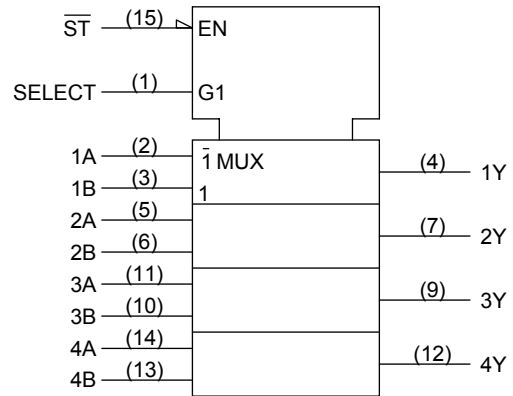 S̅T̅ (15) EN
SELECT (1) G1
1A (2) 1̅ MUX (4) 1Y
1B (3) 1
2A (5) (7) 2Y
2B (6)
3A (11) (9) 3Y
3B (10)
4A (14) (12) 4Y
4B (13)